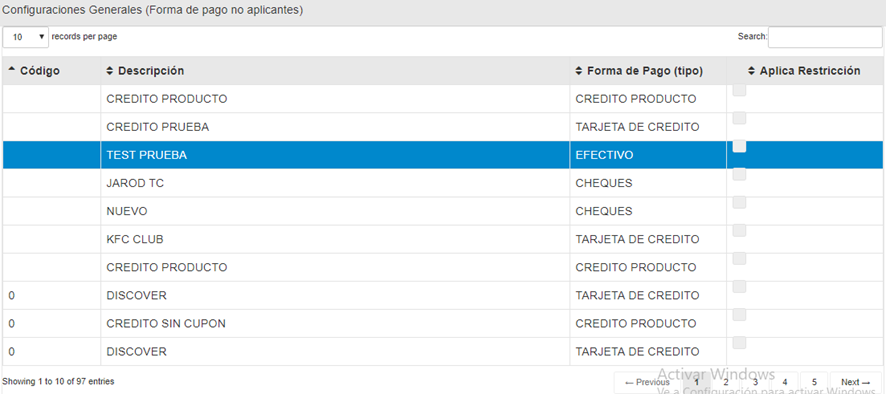 Configuraciones Generales (Forma de pago no aplicantes)
10 records per page Search:
Código Descripción Forma de Pago (tipo) Aplica Restricción
CREDITO PRODUCTO CREDITO PRODUCTO
CREDITO PRUEBA TARJETA DE CREDITO
TEST PRUEBA EFECTIVO
JAROD TC CHEQUES
NUEVO CHEQUES
KFC CLUB TARJETA DE CREDITO
CREDITO PRODUCTO CREDITO PRODUCTO
0 DISCOVER TARJETA DE CREDITO
0 CREDITO SIN CUPON CREDITO PRODUCTO
0 DISCOVER TARJETA DE CREDITO
Showing 1 to 10 of 97 entries ← Previous 1 2 3 4 5 Next →
Activar Windows
Ve a Configuración para activar Windows